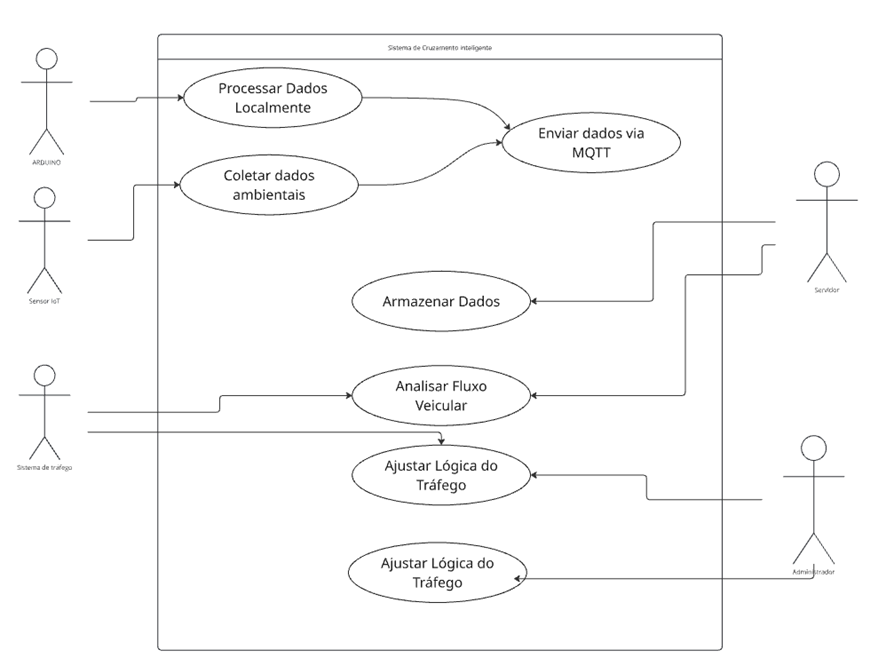 Sistema de Cruzamento inteligente
Processar Dados
Localmente
Enviar dados via
MQTT
ARDUINO
Coletar dados
ambientais
Sensor IoT
Servidor
Armazenar Dados
Analisar Fluxo
Veicular
Sistema de trafego
Ajustar Lógica do
Tráfego
Ajustar Lógica do
Tráfego
Administrador